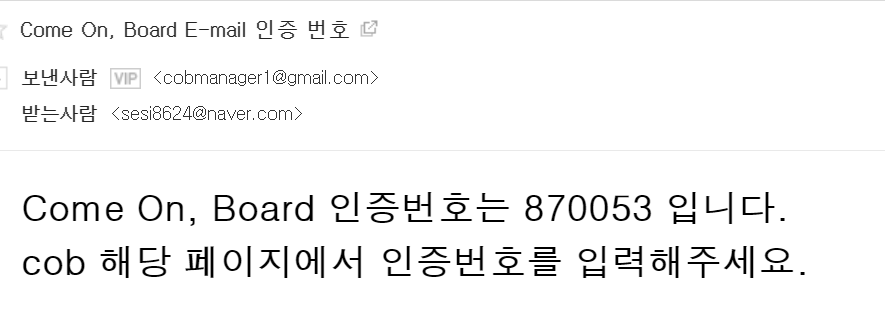 Come On, Board E-mail 인증 번호
보낸사람 VIP <cobmanager1@gmail.com>
받는사람 <sesi8624@naver.com>
Come On, Board 인증번호는 870053 입니다.
cob 해당 페이지에서 인증번호를 입력해주세요.